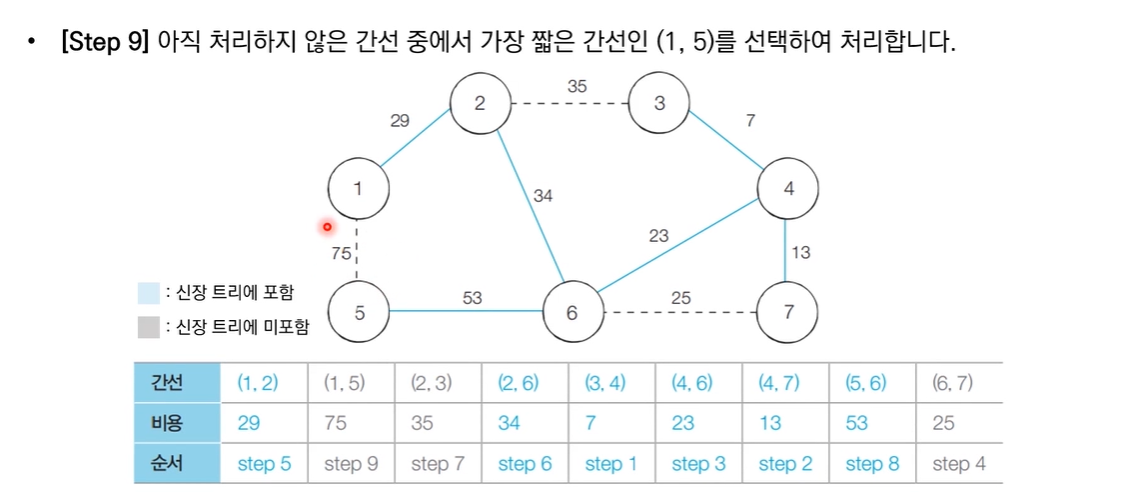 • [Step 9] 아직 처리하지 않은 간선 중에서 가장 짧은 간선인 (1, 5)를 선택하여 처리합니다.
35
2
3
29
7
1
4
34
23
75
13
: 신장 트리에 포함
53
25
5
6
7
: 신장 트리에 미포함
간선 (1, 2) (1, 5) (2, 3) (2, 6) (3, 4) (4, 6) (4, 7) (5, 6) (6, 7)
비용 29 75 35 34 7 23 13 53 25
순서 step 5 step 9 step 7 step 6 step 1 step 3 step 2 step 8 step 4